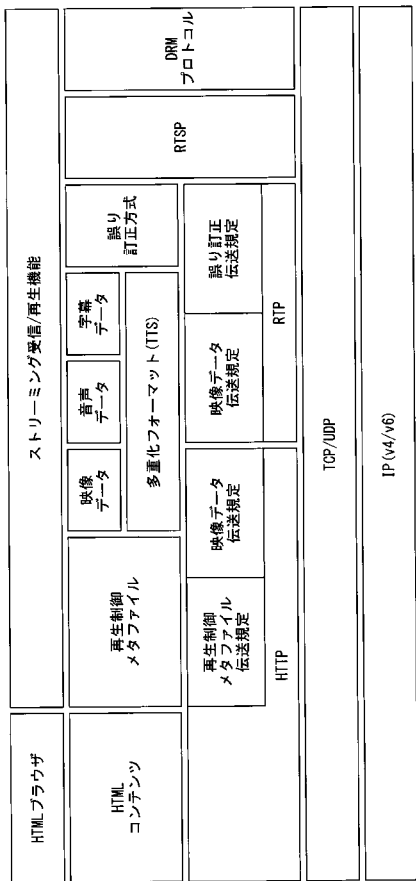 HTMLブラウザ
ストリーミング受信/再生機能
HTML
コンテンツ
再生制御
メタファイル
映像
データ
音声
データ
字幕
データ
多重化フォーマット(TTS)
誤り
訂正方式
RTSP
DRM
プロトコル
再生制御
メタファイル
伝送規定
映像データ
伝送規定
HTTP
映像データ
伝送規定
誤り訂正
伝送規定
RTP
TCP/UDP
IP(v4/v6)